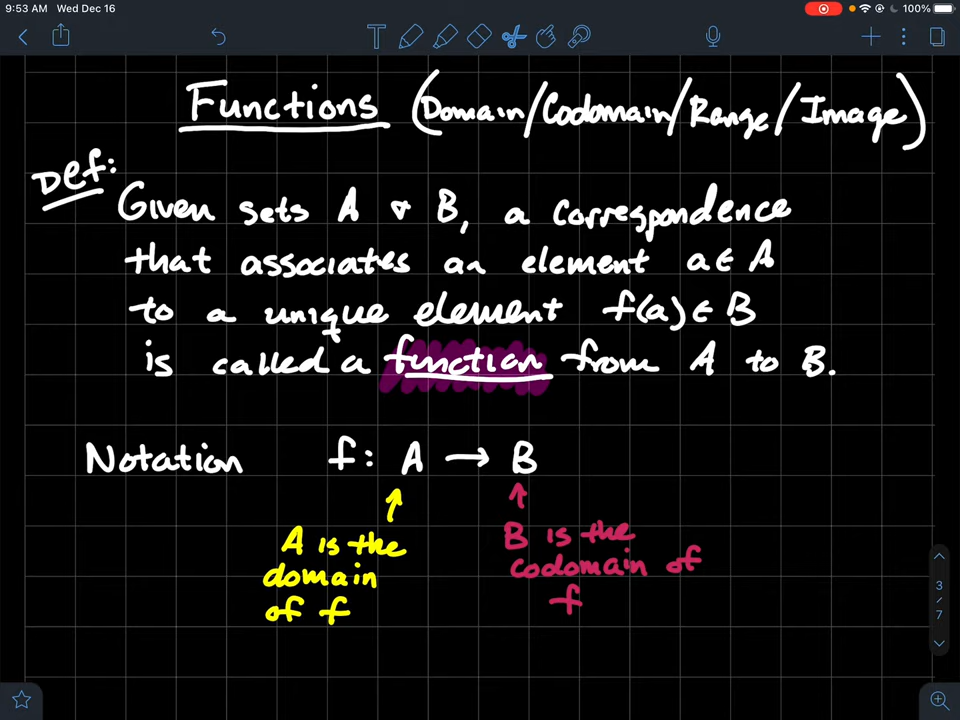 9:53 AM Wed Dec 16
100%
Functions (Domain/Codomain/Range/Image)
Def:
Given sets A & B, a correspondence
that associates an element a ∈ A
to a unique element f(a) ∈ B
is called a function from A to B.
Notation f: A → B
A is the
domain
of f
B is the
codomain of
f
3
/
7